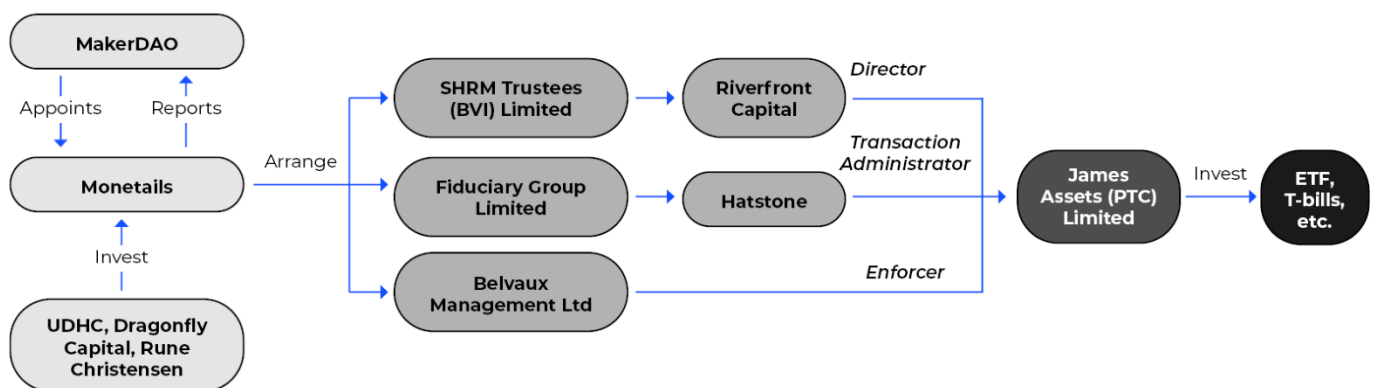 MakerDAO
Appoints
Reports
Monetails
Invest
UDHC, Dragonfly
Capital, Rune
Christensen
Arrange
SHRM Trustees
(BVI) Limited
Riverfront
Capital
Director
Fiduciary Group
Limited
Hatstone
Transaction
Administrator
Belvaux
Management Ltd
Enforcer
James
Assets (PTC)
Limited
Invest
ETF,
T-bills,
etc.